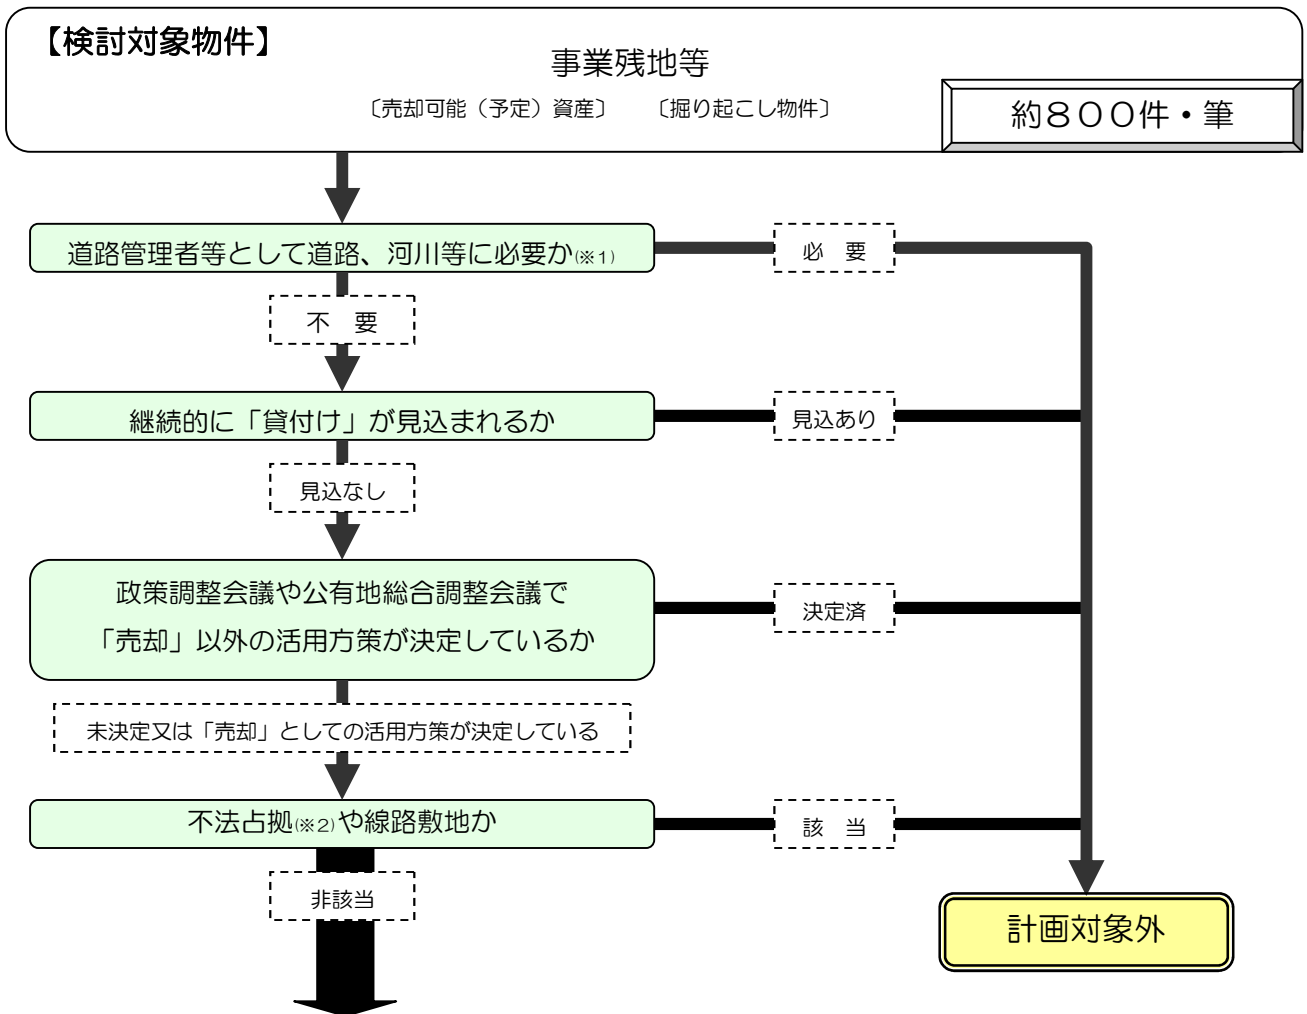 【検討対象物件】
事業残地等
〔売却可能（予定）資産〕　〔掘り起こし物件〕
約８００件・筆
道路管理者等として道路、河川等に必要か(※1)
必　要
不　要
継続的に「貸付け」が見込まれるか
見込あり
見込なし
政策調整会議や公有地総合調整会議で
「売却」以外の活用方策が決定しているか
決定済
未決定又は「売却」としての活用方策が決定している
不法占拠(※2)や線路敷地か
該　当
非該当
計画対象外